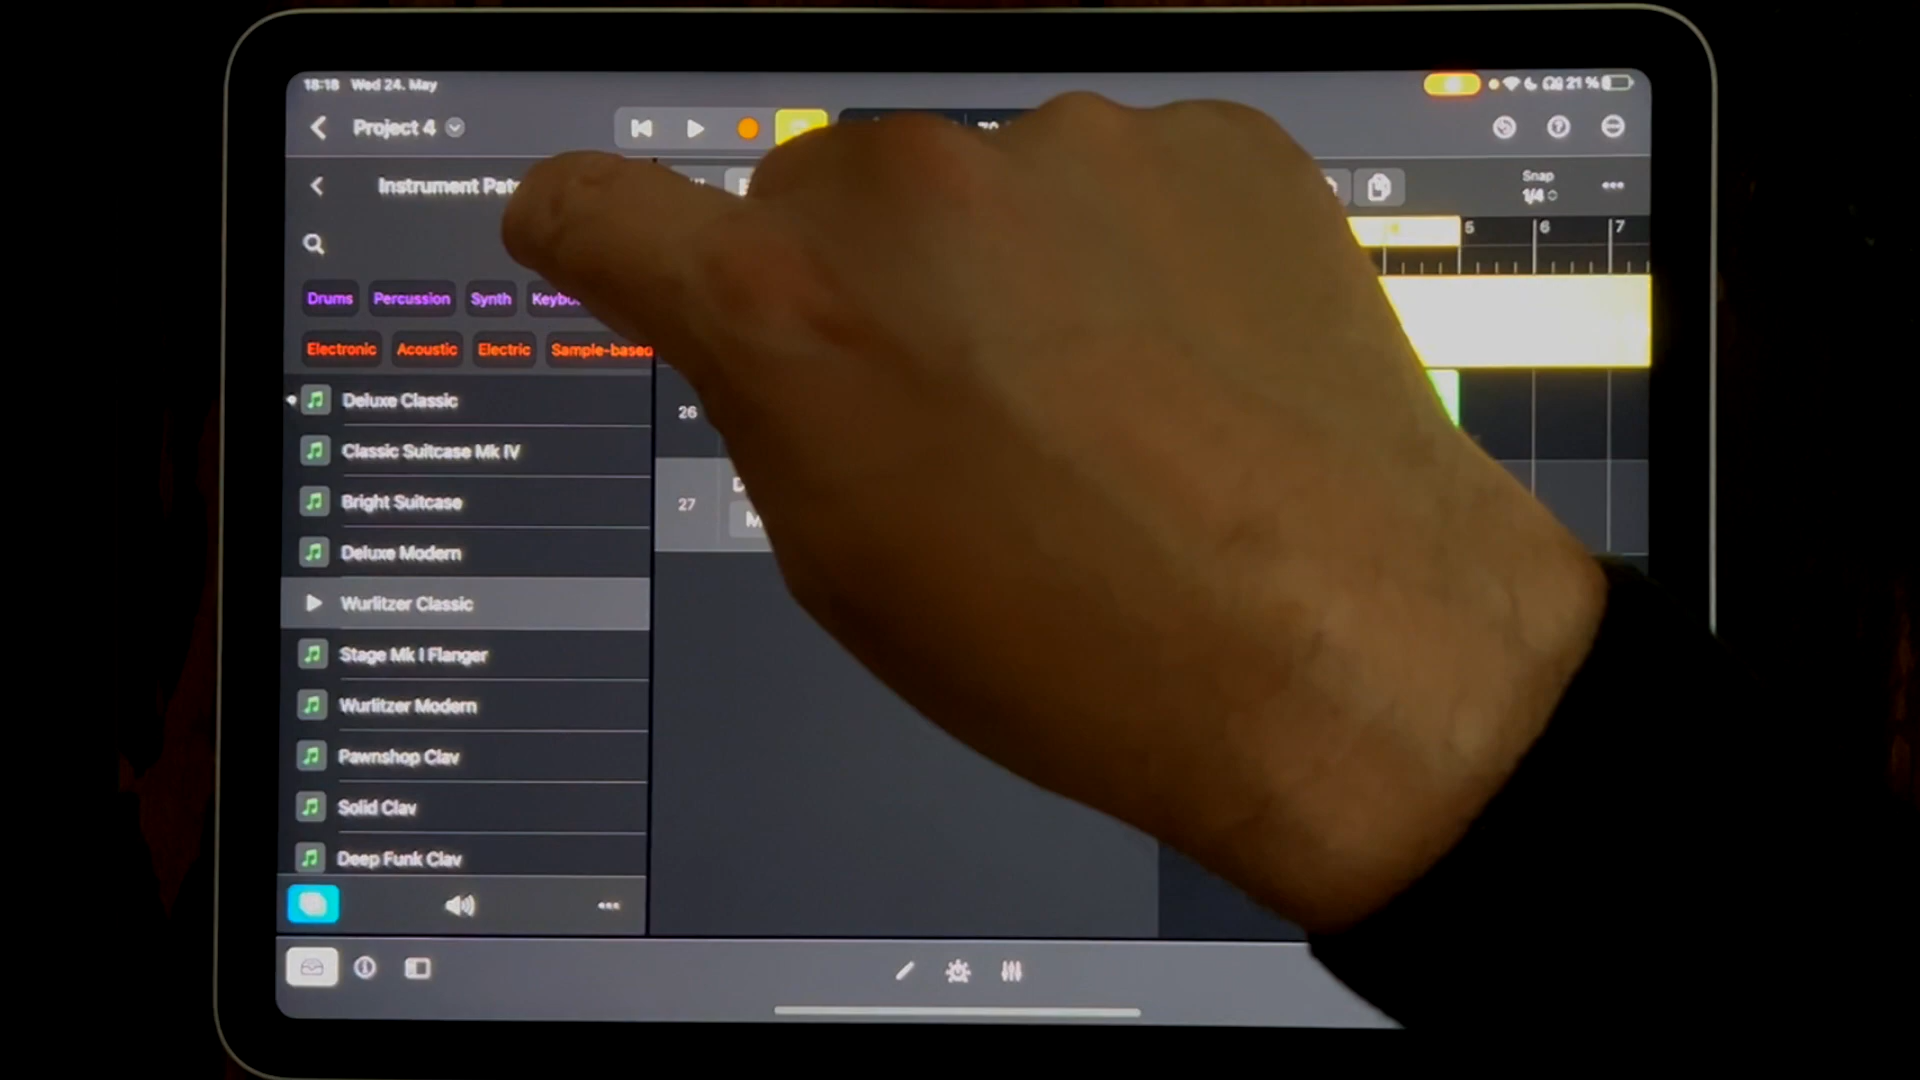 18:18 Wed 24. May
21 %
Project 4
Instrument
Snap
1/4
5 6 7
Drums Percussion Synth
Electronic Acoustic Electric Sample-based
Deluxe Classic
26
Classic Suitcase Mk IV
Bright Suitcase
27
Deluxe Modern
Wurlitzer Classic
Stage Mk I Flanger
Wurlitzer Modern
Pawnshop Clav
Solid Clav
Deep Funk Clav